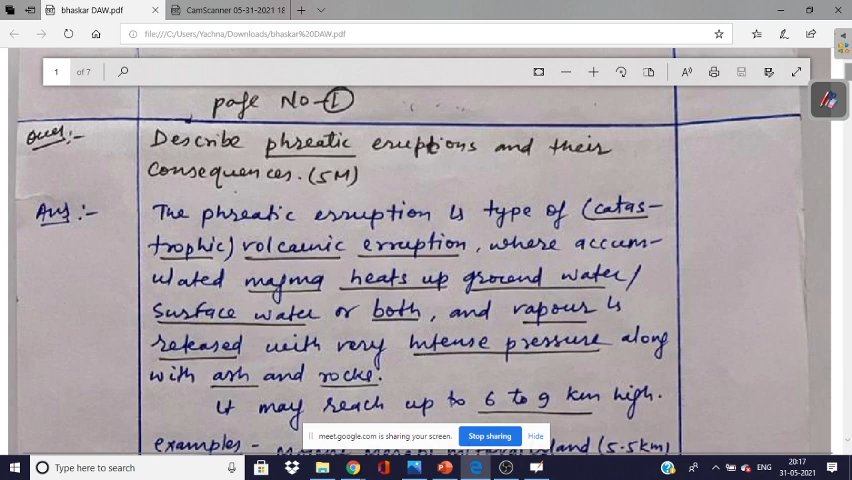 bhaskar DAW.pdf
CamScanner 05-31-2021 18
file:///C:/Users/Yachna/Downloads/bhaskar%20DAW.pdf
1 of 7
page No-1
Ques:-
Describe phreatic eruptions and their
consequences. (5M)
Ans:-
The phreatic erruption is type of (catas-
trophic) volcainic erruption, where accum-
ulated magma heats up ground water/
surface water or both, and vapour is
released with very intense pressure along
with ash and rocks.
it may reach up to 6 to 9 km high.
examples- island (5.5km)
meet.google.com is sharing your screen.
Stop sharing
Hide
Type here to search
ENG
20:17
31-05-2021